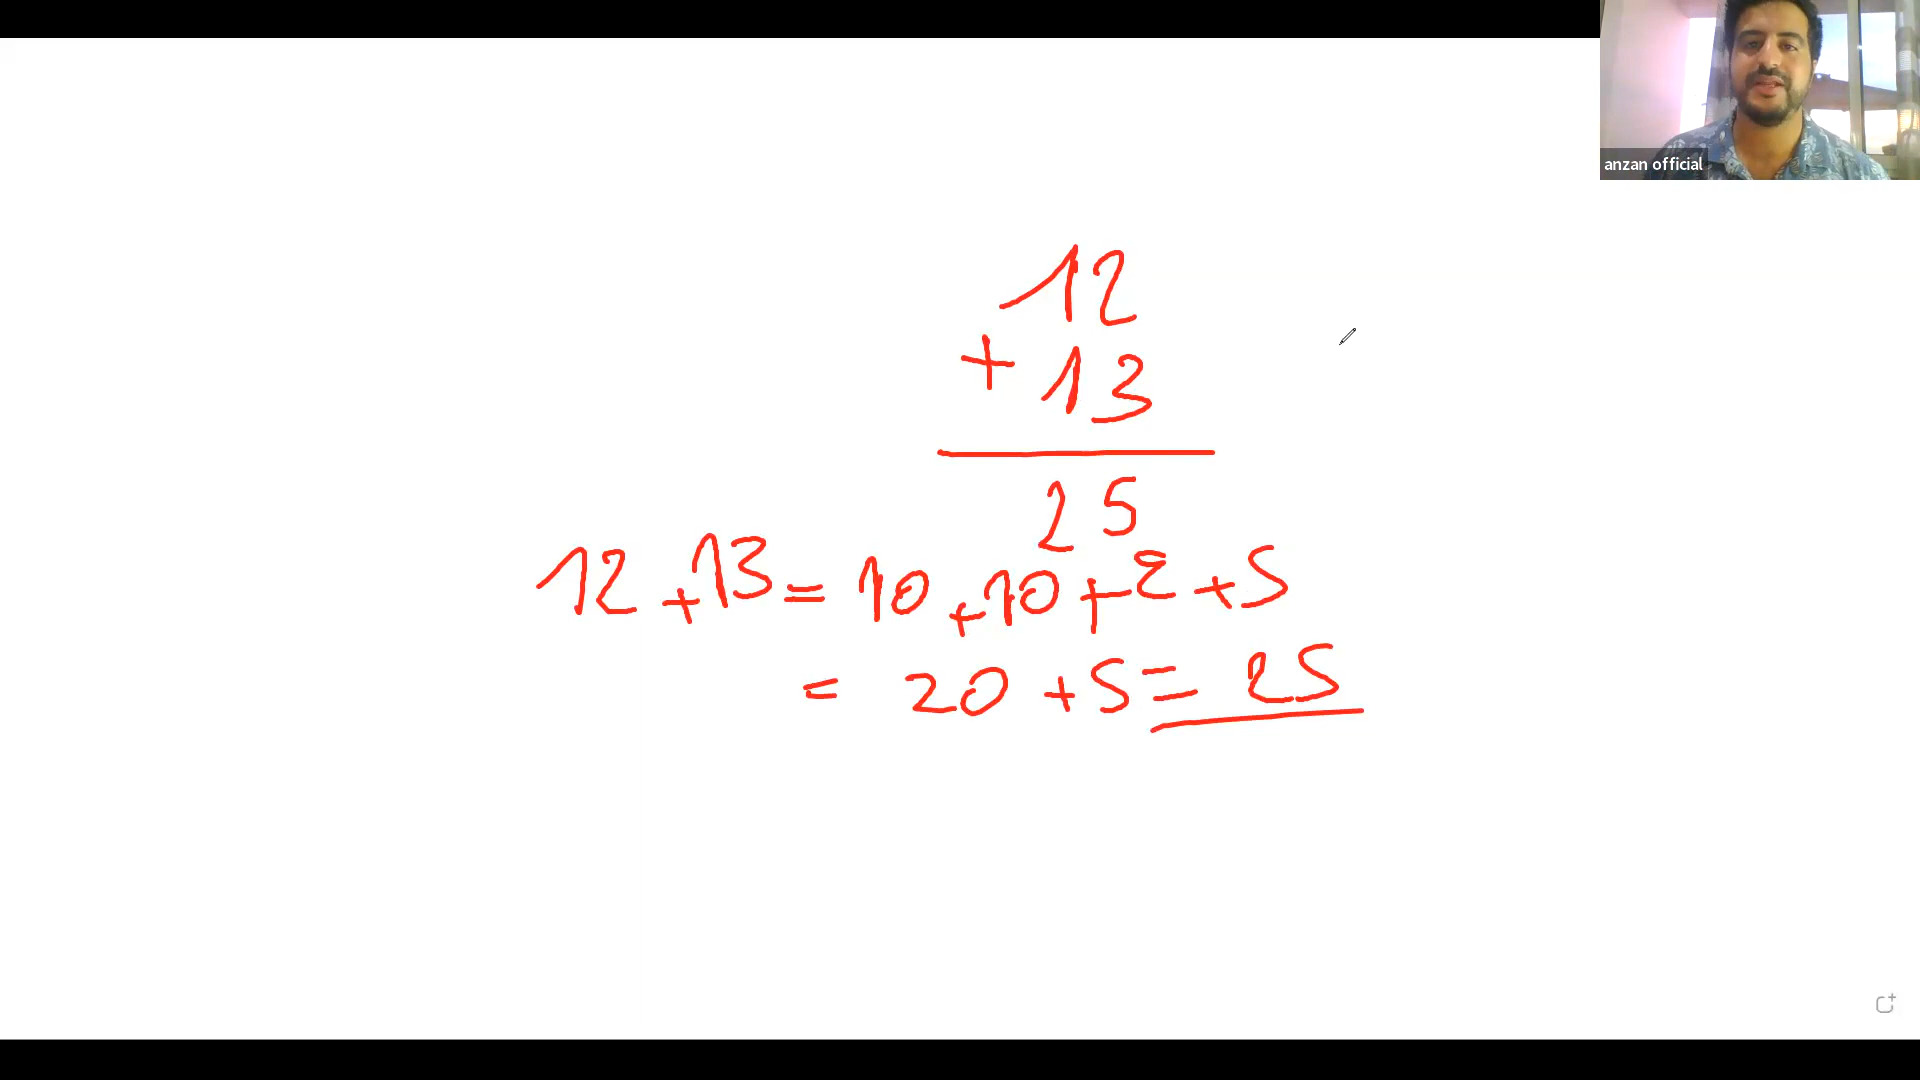 anzan official
12
+ 13
25
12 + 13 = 10 + 10 + 2 + 5
= 20 + 5 = 25